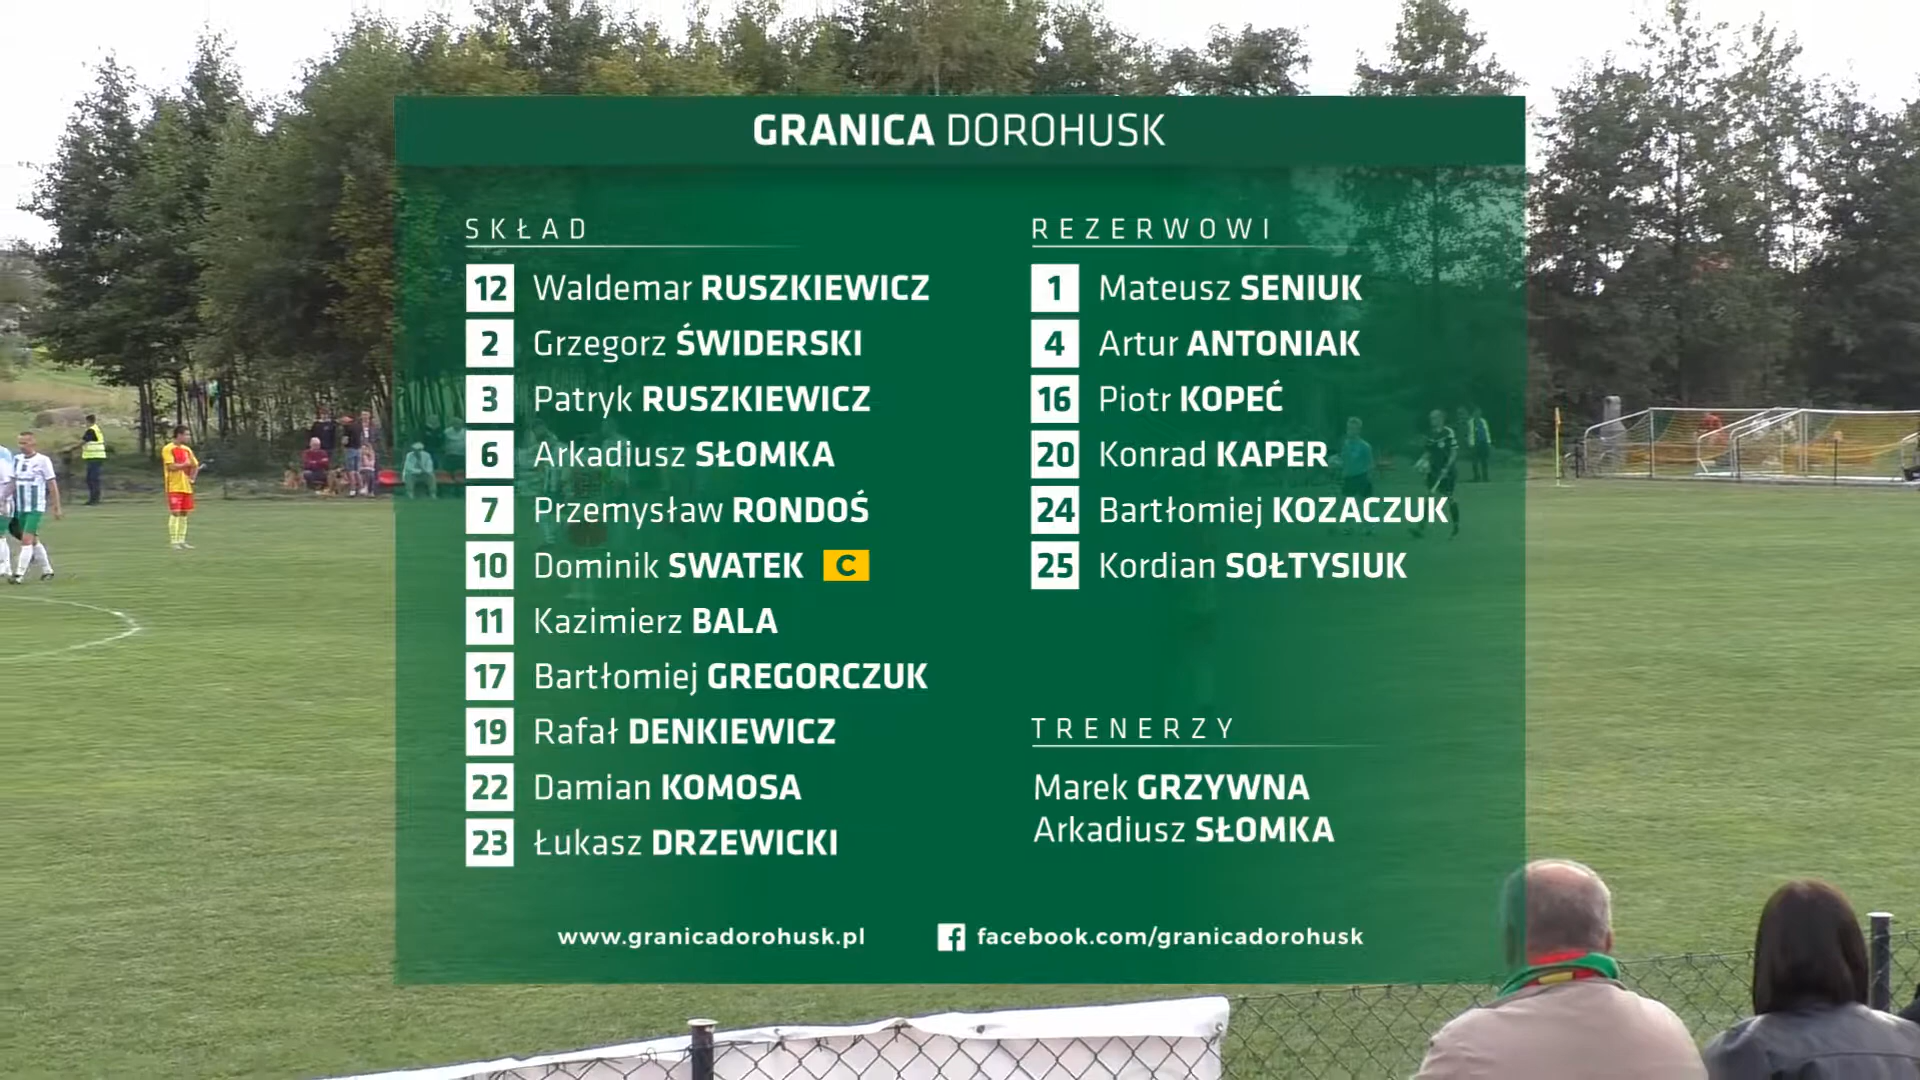 GRANICA DOROHUSK
SKŁAD
12 Waldemar RUSZKIEWICZ
2 Grzegorz ŚWIDERSKI
3 Patryk RUSZKIEWICZ
6 Arkadiusz SŁOMKA
7 Przemysław RONDOŚ
10 Dominik SWATEK C
11 Kazimierz BALA
17 Bartłomiej GREGORCZUK
19 Rafał DENKIEWICZ
22 Damian KOMOSA
23 Łukasz DRZEWICKI
REZERWOWI
1 Mateusz SENIUK
4 Artur ANTONIAK
16 Piotr KOPEĆ
20 Konrad KAPER
24 Bartłomiej KOZACZUK
25 Kordian SOŁTYSIUK
TRENERZY
Marek GRZYWNA
Arkadiusz SŁOMKA
www.granicadorohusk.pl
facebook.com/granicadorohusk